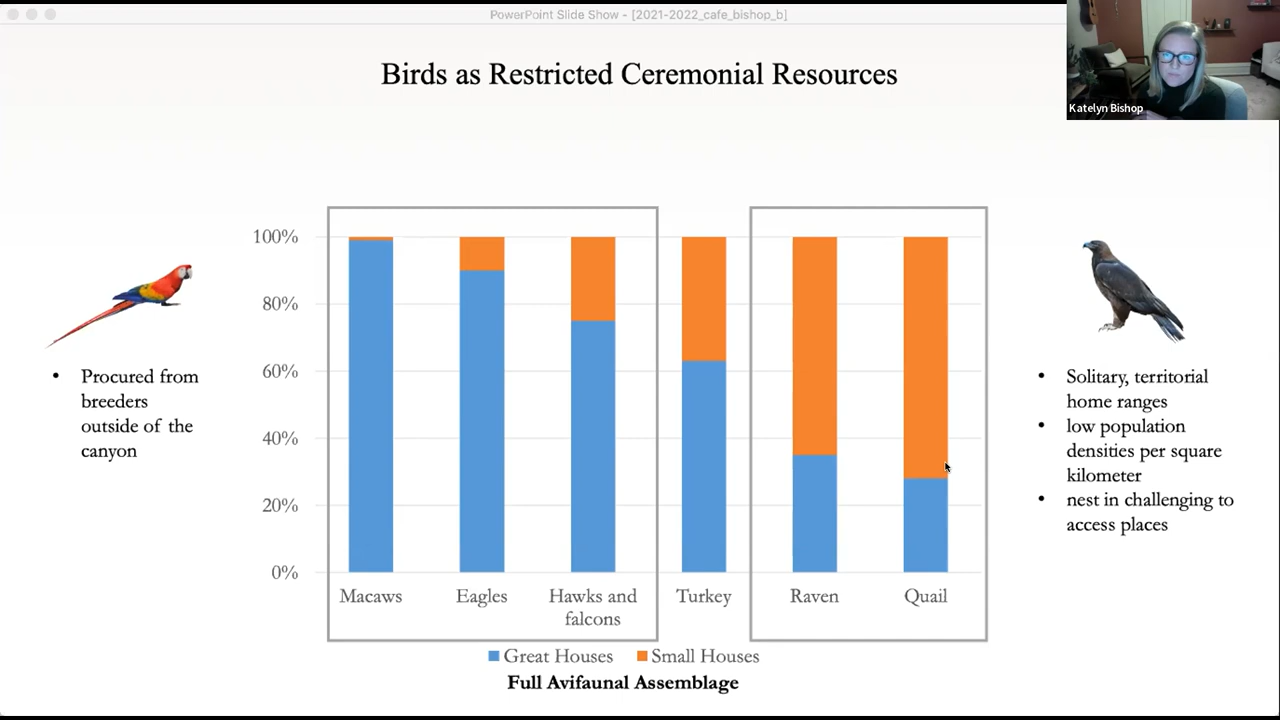 PowerPoint Slide Show - [2021-2022_cafe_bishop_b]
Katelyn Bishop
Birds as Restricted Ceremonial Resources
100%
80%
60%
40%
20%
0%
Macaws
Eagles
Hawks and
falcons
Turkey
Raven
Quail
Great Houses
Small Houses
Full Avifaunal Assemblage
• Procured from
breeders
outside of the
canyon
• Solitary, territorial
home ranges
• low population
densities per square
kilometer
• nest in challenging to
access places